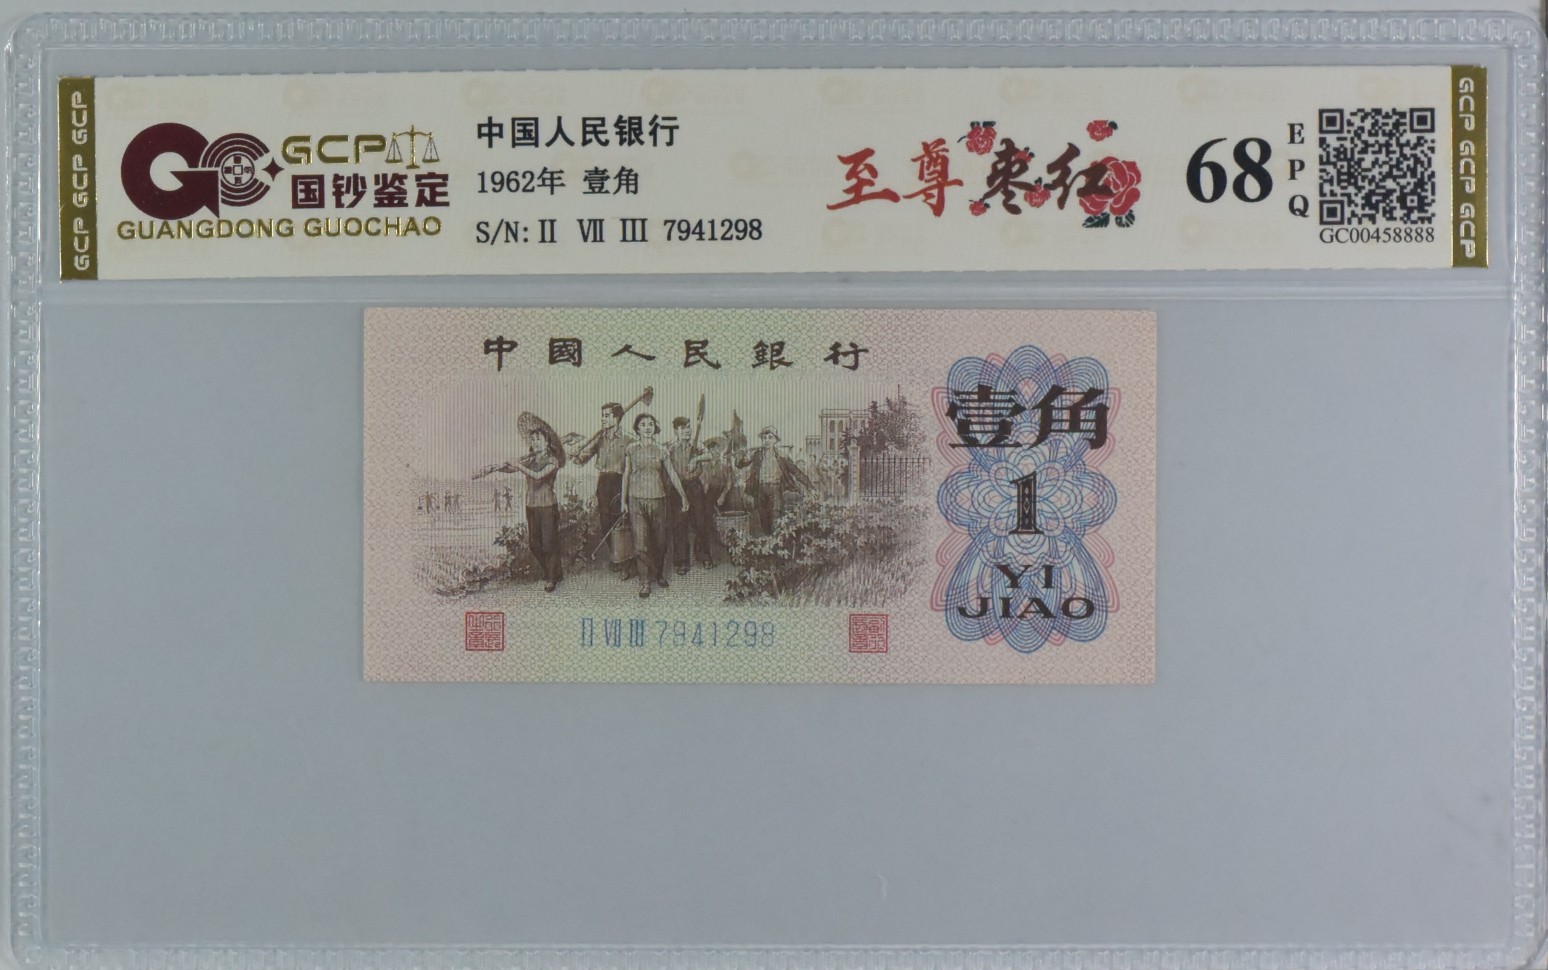 GCP GCP GCP
GCP
国钞鉴定
GUANGDONG GUOCHAO
中国人民银行
1962年 壹角
S/N: II VII III 7941298
至尊枣红
68
EPQ
GC00458888
GCP GCP GCP
中國人民銀行
壹角
1
YI
JIAO
II VII III 7941298